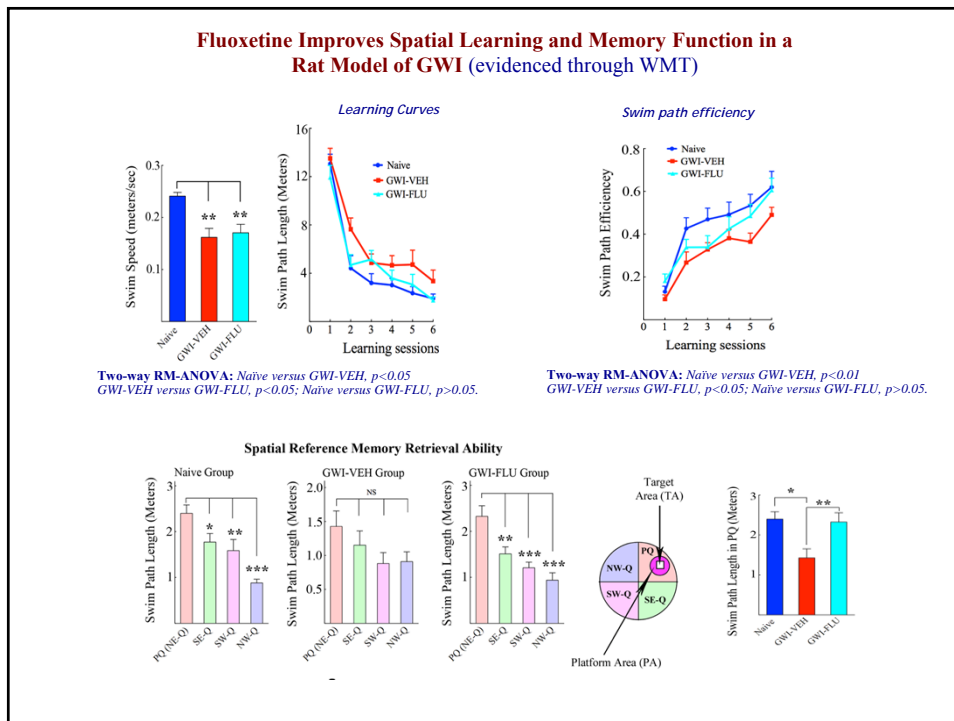 Fluoxetine Improves Spatial Learning and Memory Function in a
Rat Model of GWI (evidenced through WMT)
Learning Curves
Swim path efficiency
0.3
0.2
0.1
Swim Speed (meters/sec)
**
**
Naive
GWI-VEH
GWI-FLU
16
12
8
4
Swim Path Length (Meters)
Naive
GWI-VEH
GWI-FLU
0 1 2 3 4 5 6
Learning sessions
0.8
0.6
0.4
0.2
Swim Path Efficiencey
Naive
GWI-VEH
GWI-FLU
0 1 2 3 4 5 6
Learning sessions
Two-way RM-ANOVA: Naïve versus GWI-VEH, p<0.05
GWI-VEH versus GWI-FLU, p<0.05; Naïve versus GWI-FLU, p>0.05.
Two-way RM-ANOVA: Naïve versus GWI-VEH, p<0.01
GWI-VEH versus GWI-FLU, p<0.05; Naïve versus GWI-FLU, p>0.05.
Spatial Reference Memory Retrieval Ability
Naive Group
Swim Path Length (Meters)
3
2
1
*
**
***
PQ (NE-Q)
SE-Q
SW-Q
NW-Q
GWI-VEH Group
Swim Path Length (Meters)
2.0
1.5
1.0
0.5
NS
PQ (NE-Q)
SE-Q
SW-Q
NW-Q
GWI-FLU Group
Swim Path Length (Meters)
3
2
1
**
***
***
PQ (NE-Q)
SE-Q
SW-Q
NW-Q
Target
Area (TA)
NW-Q
PQ
SW-Q
SE-Q
Platform Area (PA)
Swim Path Length in PQ (Meters)
3
2
1
*
**
Naive
GWI-VEH
GWI-FLU